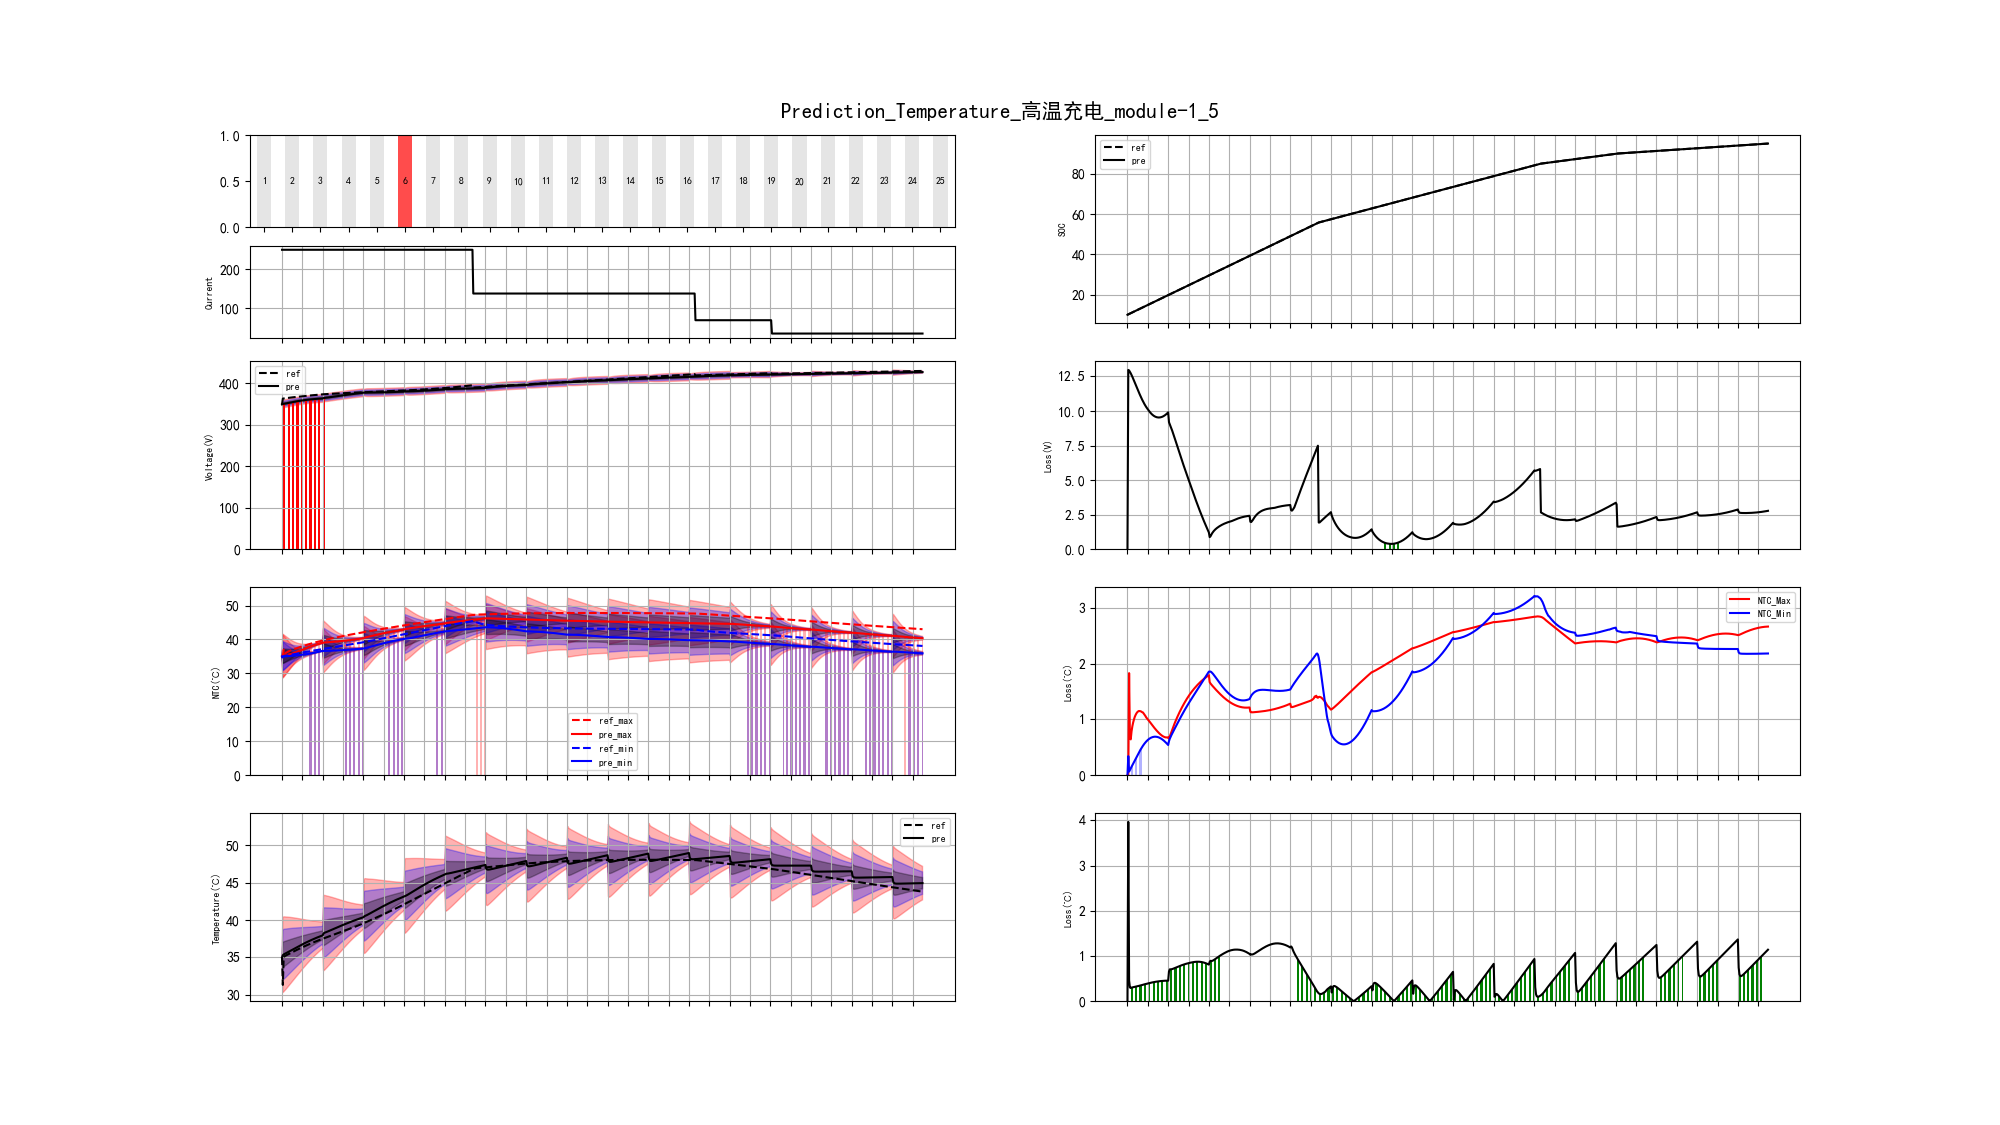 Prediction_Temperature_高温充电_module-1_5
1.0
0.5
0.0
1 2 3 4 5 6 7 8 9 10 11 12 13 14 15 16 17 18 19 20 21 22 23 24 25
Current
200
100
Voltage(V)
400
300
200
100
0
ref
pre
NTC(℃)
50
40
30
20
10
0
ref_max
pre_max
ref_min
pre_min
Temperature(℃)
50
45
40
35
30
ref
pre
SOC
80
60
40
20
ref
pre
Loss(V)
12.5
10.0
7.5
5.0
2.5
0.0
Loss(℃)
3
2
1
0
NTC_Max
NTC_Min
Loss(℃)
4
3
2
1
0